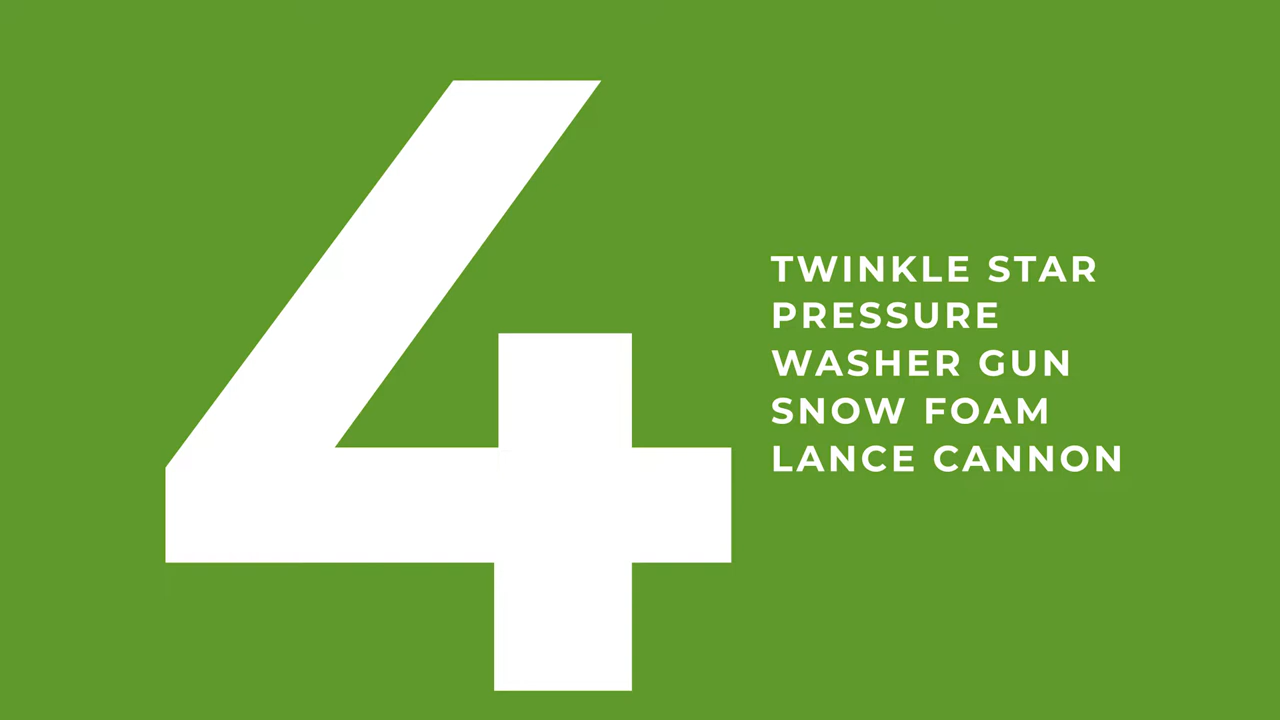 4
TWINKLE STAR
PRESSURE
WASHER GUN
SNOW FOAM
LANCE CANNON